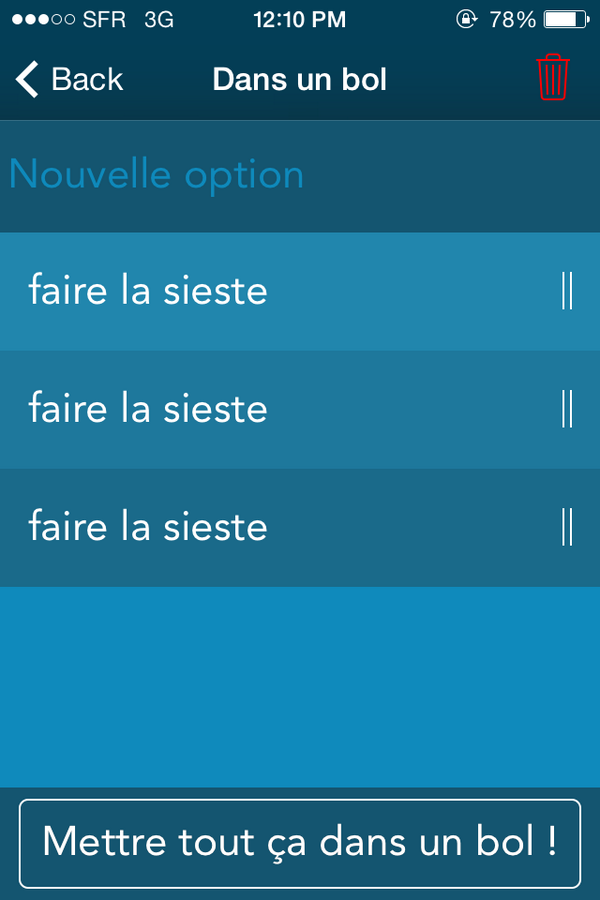 SFR 3G 12:10 PM 78%
Back Dans un bol
Nouvelle option
faire la sieste
faire la sieste
faire la sieste
Mettre tout ça dans un bol !